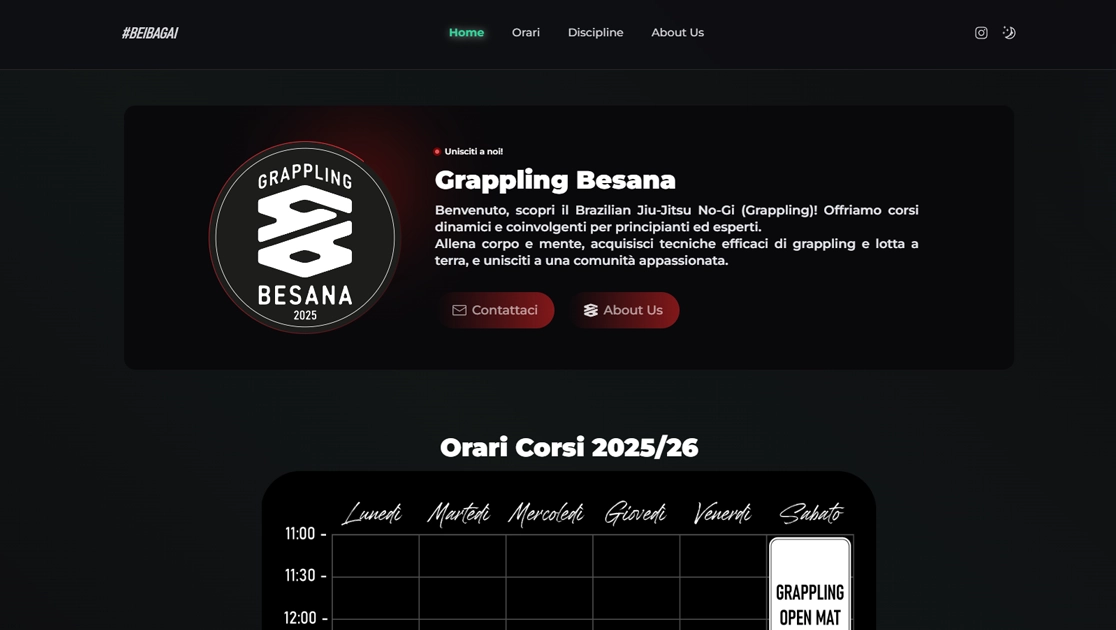 #BEIBAGAI
Home
Orari
Discipline
About Us
GRAPPLING
BESANA
2025
Unisciti a noi!
Grappling Besana
Benvenuto, scopri il Brazilian Jiu-Jitsu No-Gi (Grappling)! Offriamo corsi
dinamici e coinvolgenti per principianti ed esperti.
Allena corpo e mente, acquisisci tecniche efficaci di grappling e lotta a
terra, e unisciti a una comunità appassionata.
Contattaci
About Us
Orari Corsi 2025/26
Lunedì Martedì Mercoledì Giovedì Venerdì Sabato
11:00 -
11:30 -
12:00 -
GRAPPLING
OPEN MAT